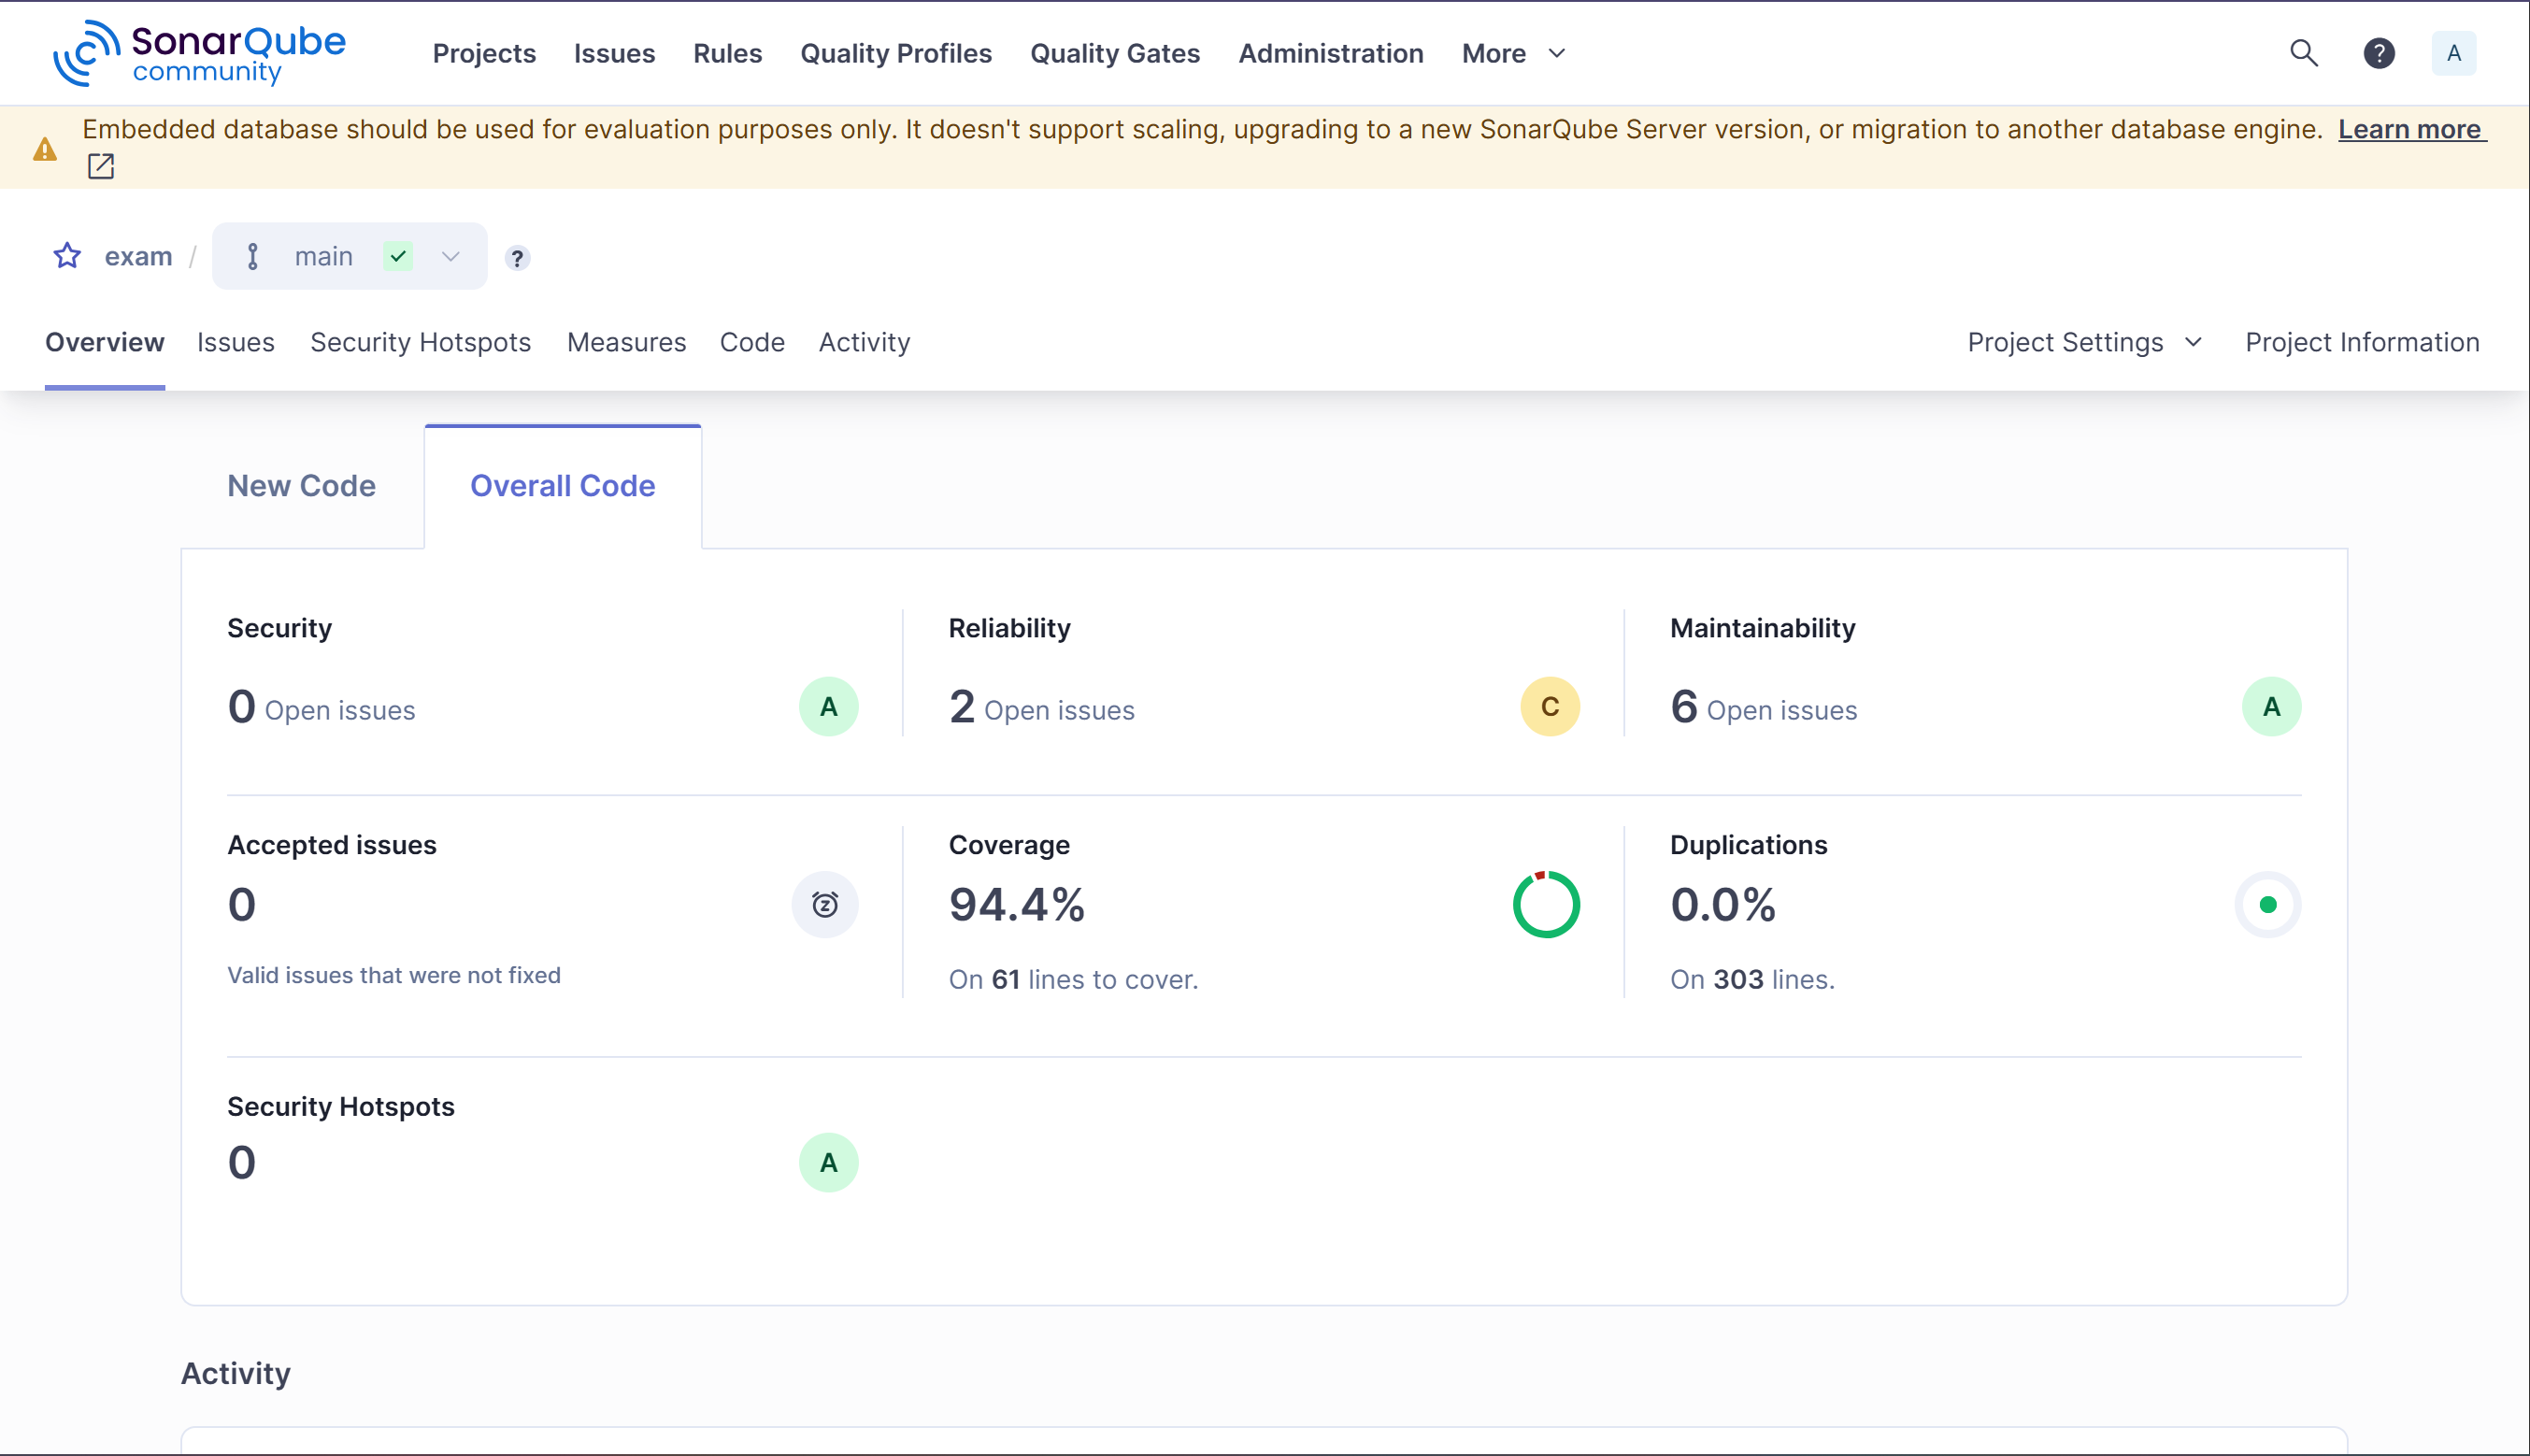 SonarQube
community
Projects Issues Rules Quality Profiles Quality Gates Administration More
? A
Embedded database should be used for evaluation purposes only. It doesn't support scaling, upgrading to a new SonarQube Server version, or migration to another database engine. Learn more
exam / main ?
Overview Issues Security Hotspots Measures Code Activity Project Settings Project Information
New Code Overall Code
Security Reliability Maintainability
0 Open issues A 2 Open issues C 6 Open issues A
Accepted issues Coverage Duplications
0 94.4% 0.0%
Valid issues that were not fixed On 61 lines to cover. On 303 lines.
Security Hotspots
0 A
Activity